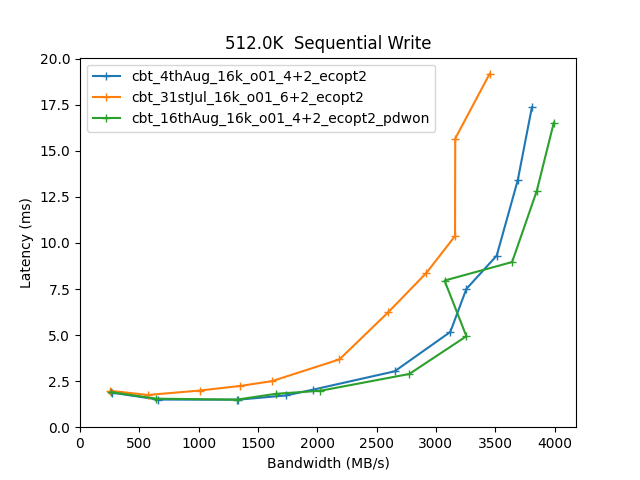 512.0K  Sequential Write
cbt_4thAug_16k_o01_4+2_ecopt2
cbt_31stJul_16k_o01_6+2_ecopt2
cbt_16thAug_16k_o01_4+2_ecopt2_pdwon
20.0
17.5
15.0
12.5
10.0
7.5
5.0
2.5
0.0
Latency (ms)
0 500 1000 1500 2000 2500 3000 3500 4000
Bandwidth (MB/s)